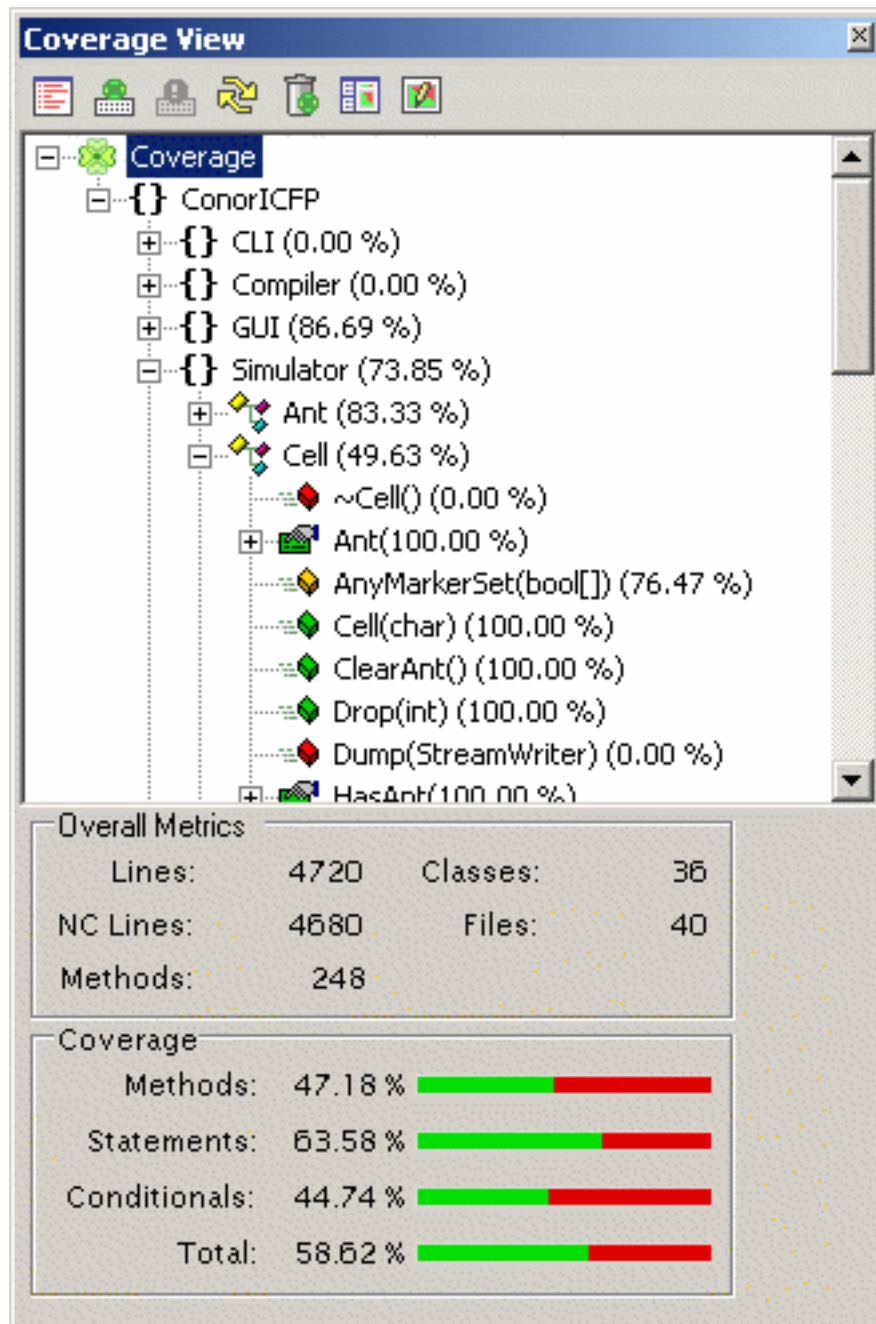 Coverage View
Coverage
{} ConorICFP
{} CLI (0.00 %)
{} Compiler (0.00 %)
{} GUI (86.69 %)
{} Simulator (73.85 %)
Ant (83.33 %)
Cell (49.63 %)
~Cell() (0.00 %)
Ant(100.00 %)
AnyMarkerSet(bool[]) (76.47 %)
Cell(char) (100.00 %)
ClearAnt() (100.00 %)
Drop(int) (100.00 %)
Dump(StreamWriter) (0.00 %)
HasAnt(100.00 %)
Overall Metrics
Lines: 4720 Classes: 36
NC Lines: 4680 Files: 40
Methods: 248
Coverage
Methods: 47.18 %
Statements: 63.58 %
Conditionals: 44.74 %
Total: 58.62 %